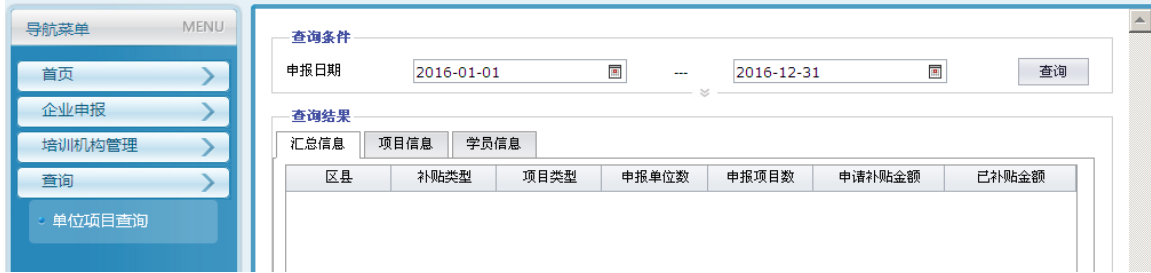 导航菜单 MENU
首页
企业申报
培训机构管理
查询
单位项目查询
查询条件
申报日期 2016-01-01 --- 2016-12-31 查询
查询结果
汇总信息 项目信息 学员信息
区县 补贴类型 项目类型 申报单位数 申报项目数 申请补贴金额 已补贴金额